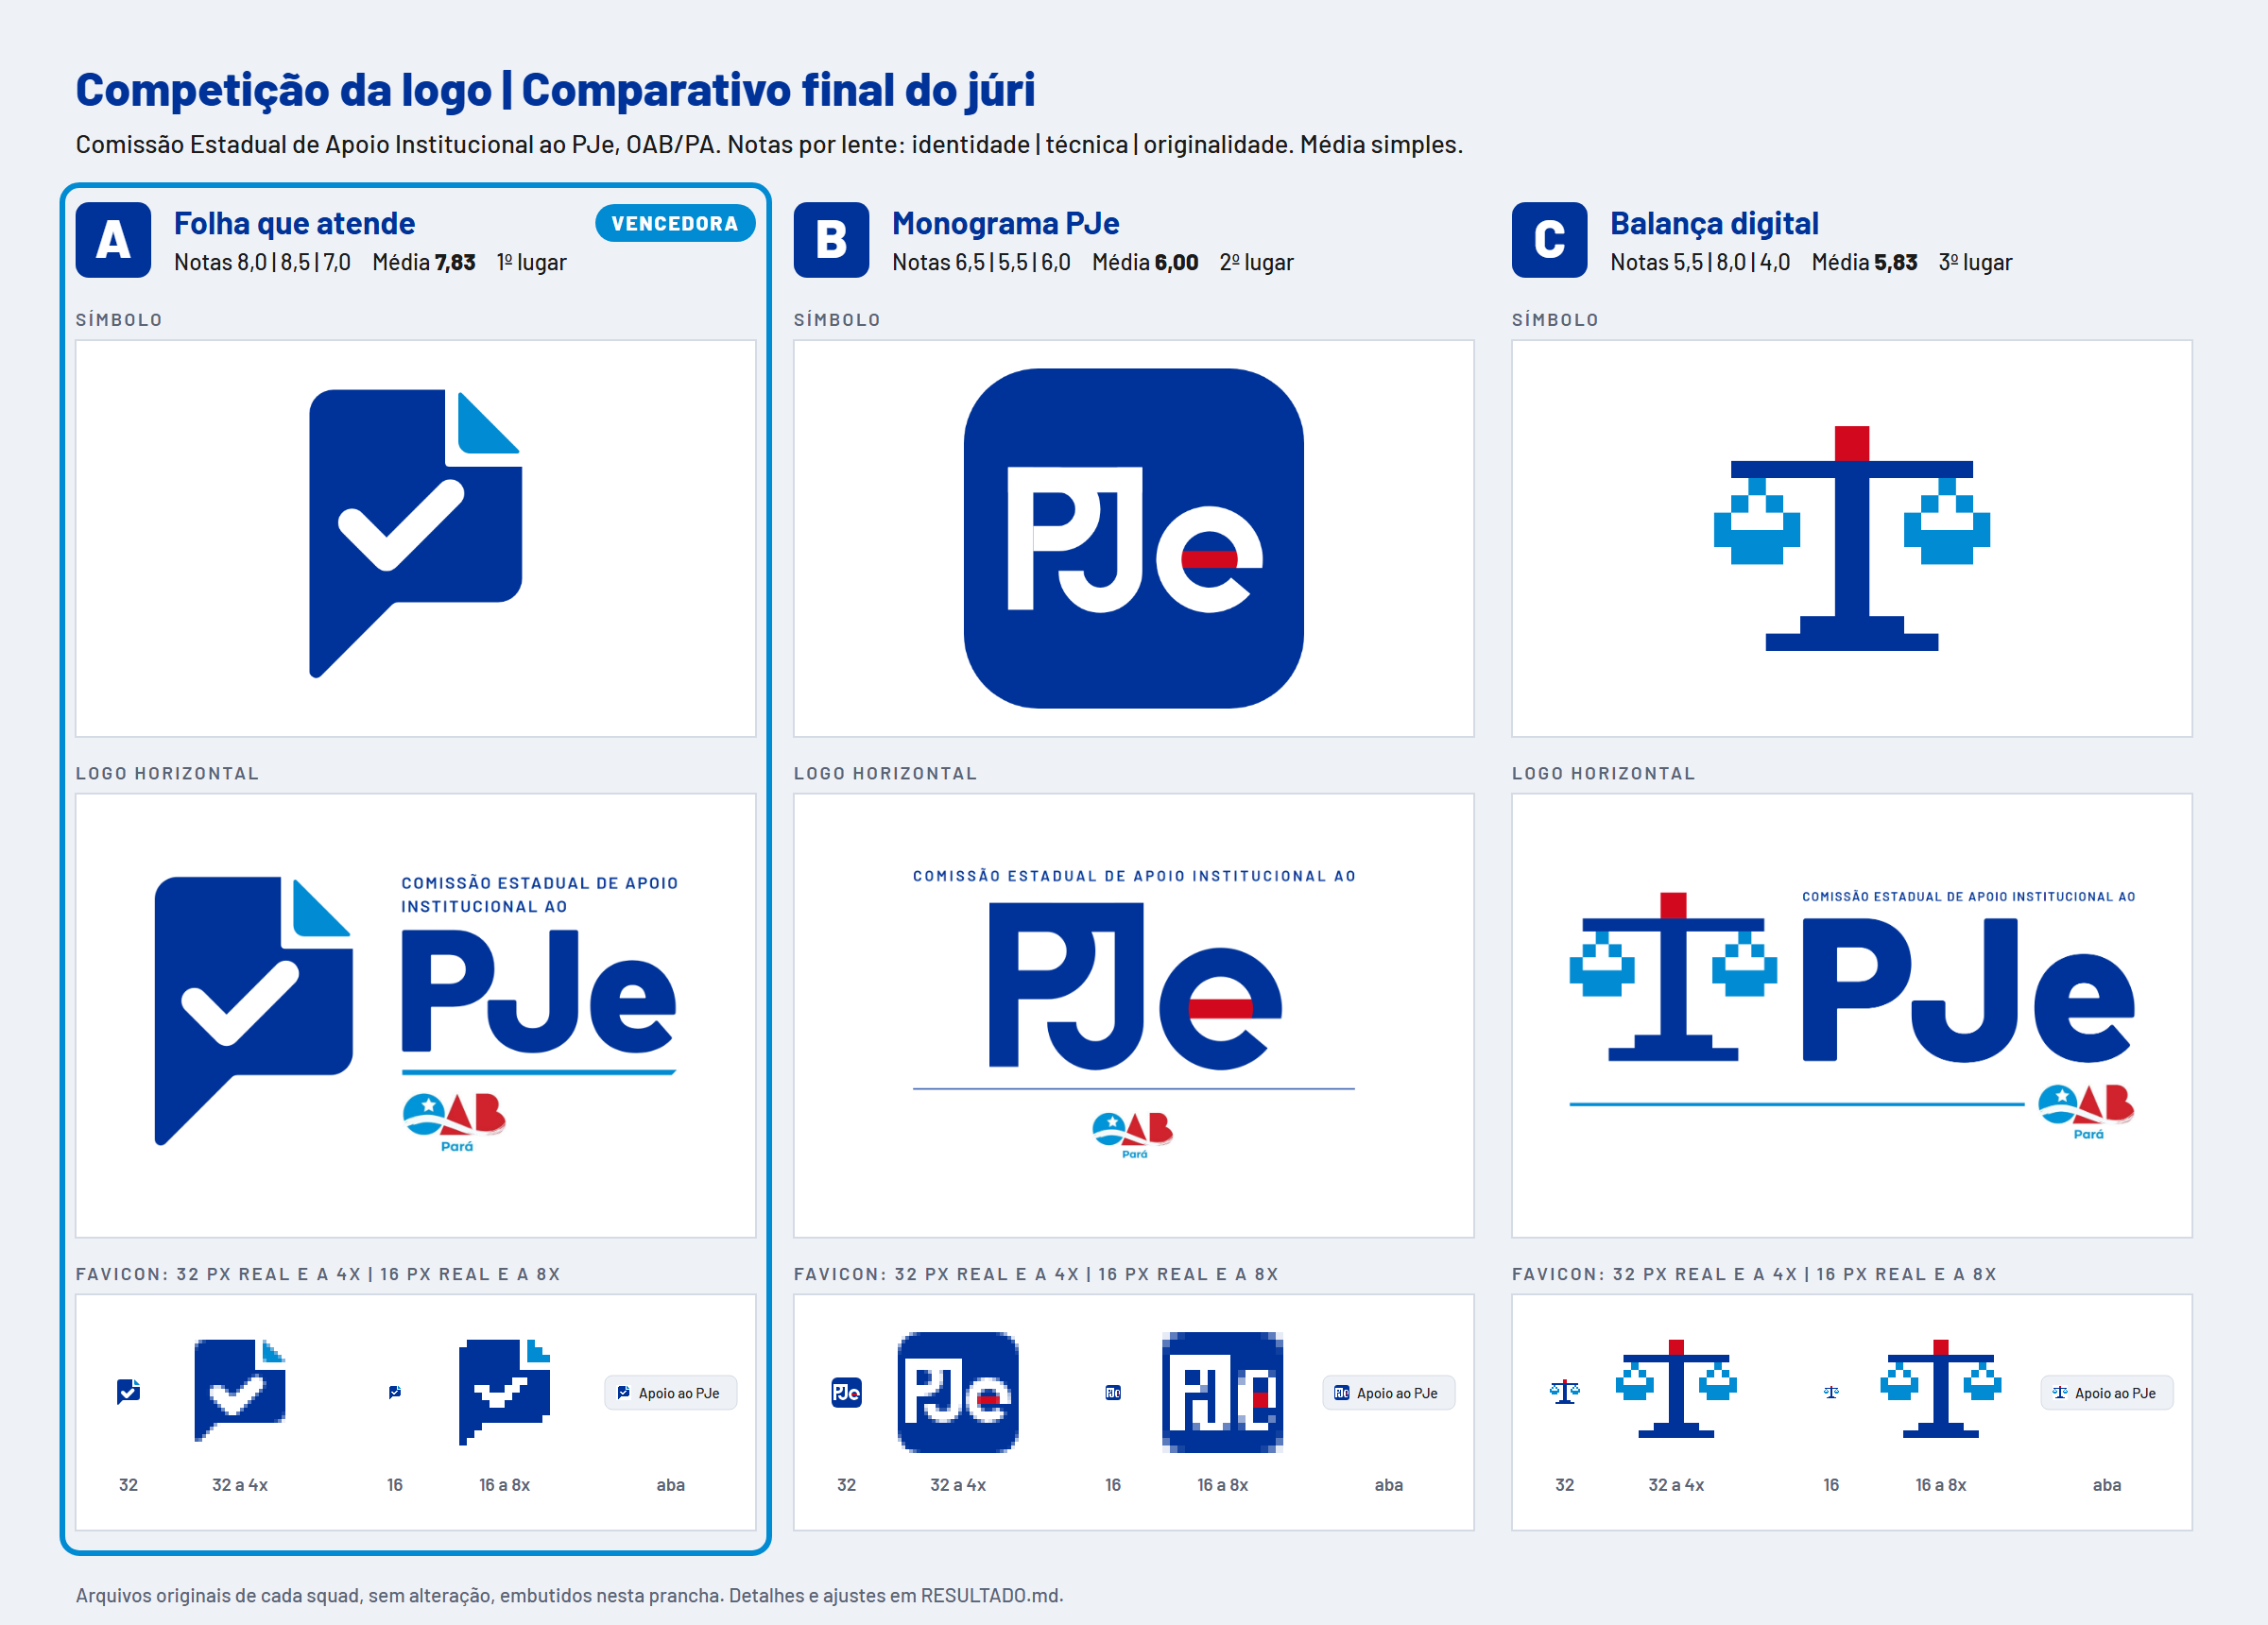 Competição da logo | Comparativo final do júri
Comissão Estadual de Apoio Institucional ao PJe, OAB/PA. Notas por lente: identidade | técnica | originalidade. Média simples.
A
Folha que atende
VENCEDORA
Notas 8,0 | 8,5 | 7,0 Média 7,83 1º lugar
SÍMBOLO
LOGO HORIZONTAL
COMISSÃO ESTADUAL DE APOIO
INSTITUCIONAL AO
PJe
OAB
Pará
FAVICON: 32 PX REAL E A 4X | 16 PX REAL E A 8X
Apoio ao PJe
32 32 a 4x 16 16 a 8x aba
B
Monograma PJe
Notas 6,5 | 5,5 | 6,0 Média 6,00 2º lugar
SÍMBOLO
PJe
LOGO HORIZONTAL
COMISSÃO ESTADUAL DE APOIO INSTITUCIONAL AO
PJe
OAB
Pará
FAVICON: 32 PX REAL E A 4X | 16 PX REAL E A 8X
PJe PJe PJe PJe PJe Apoio ao PJe
32 32 a 4x 16 16 a 8x aba
C
Balança digital
Notas 5,5 | 8,0 | 4,0 Média 5,83 3º lugar
SÍMBOLO
LOGO HORIZONTAL
COMISSÃO ESTADUAL DE APOIO INSTITUCIONAL AO
PJe
OAB
Pará
FAVICON: 32 PX REAL E A 4X | 16 PX REAL E A 8X
Apoio ao PJe
32 32 a 4x 16 16 a 8x aba
Arquivos originais de cada squad, sem alteração, embutidos nesta prancha. Detalhes e ajustes em RESULTADO.md.